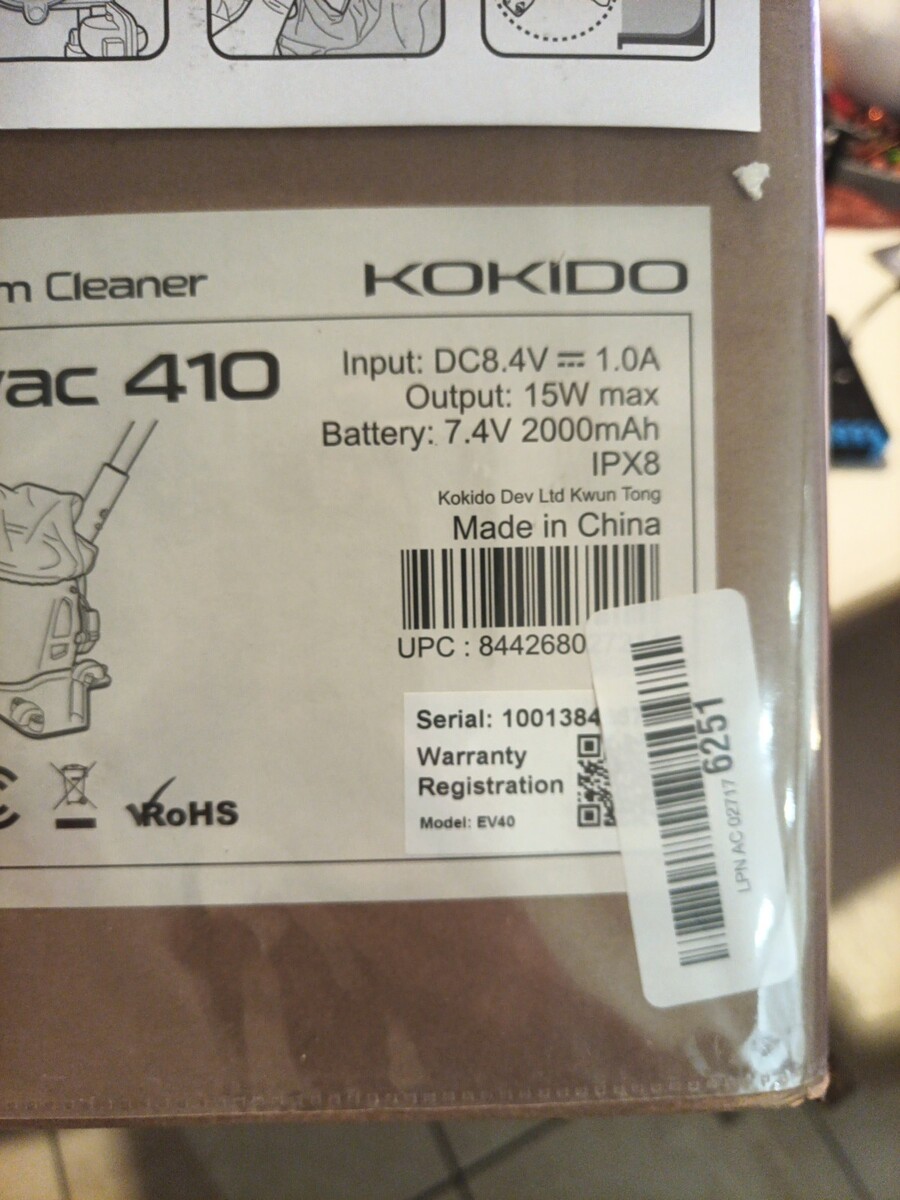 m Cleaner
KOKIDO
vac 410
Input: DC8.4V ⎓ 1.0A
Output: 15W max
Battery: 7.4V 2000mAh
IPX8
Kokido Dev Ltd Kwun Tong
Made in China
UPC : 8442680
Serial: 1001384
Warranty
Registration
Model: EV40
RoHS
6251
LPN AC 02717